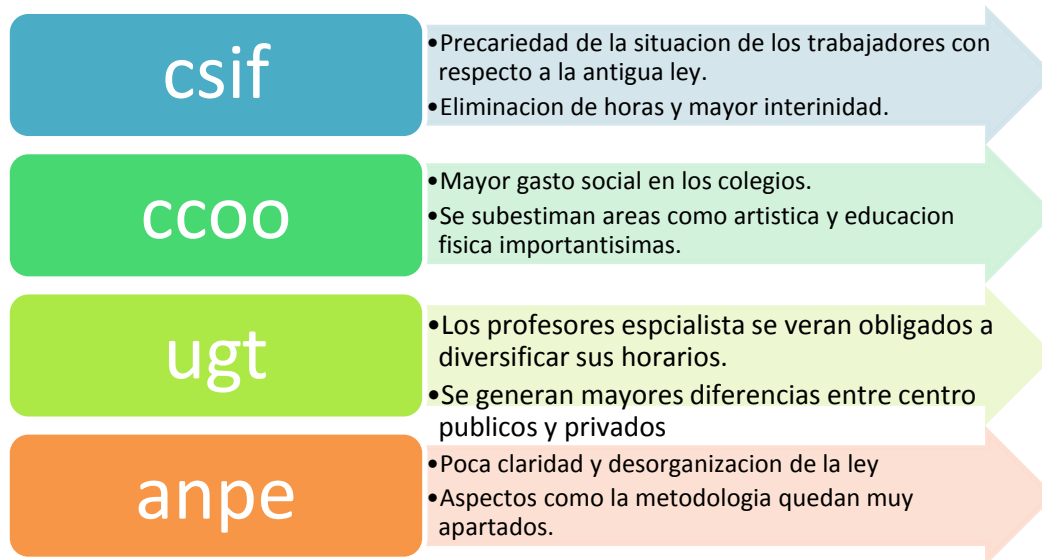 csif
•Precariedad de la situacion de los trabajadores con
respecto a la antigua ley.
•Eliminacion de horas y mayor interinidad.
ccoo
•Mayor gasto social en los colegios.
•Se subestiman areas como artistica y educacion
fisica importantisimas.
ugt
•Los profesores espcialista se veran obligados a
diversificar sus horarios.
•Se generan mayores diferencias entre centro
publicos y privados
anpe
•Poca claridad y desorganizacion de la ley
•Aspectos como la metodologia quedan muy
apartados.